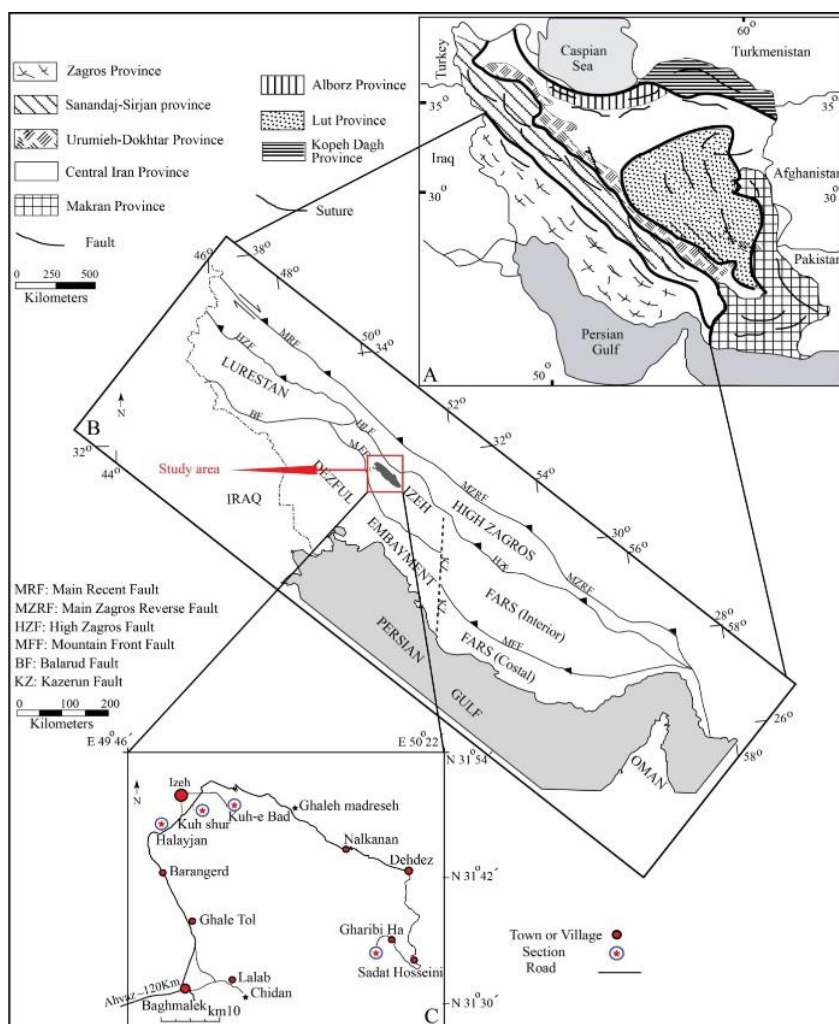 Zagros Province
Sanandaj-Sirjan province
Urumieh-Dokhtar Province
Central Iran Province
Makran Province
Fault
Alborz Province
Lut Province
Kopeh Dagh
Province
Suture
0 250 500
Kilometers
60°
Caspian
Sea
Turkmenistan
Turkey
35°
35°
Iraq
Afghanistan
30°
30°
Pakistan
Persian
Gulf
50°
A
46°
38°
48
50
34°
52°
32°
54°
30°
56°
28°
58°
26°
58°
32°
44°
N
B
MRF
HZF
LURESTAN
BF
HZF
MFF
MZRF
Study area
DEZFUL
EMBAYMENT
IZEH
HIGH ZAGROS
IRAQ
KZ
KZ
HZF
MZRF
FARS (Interior)
MFF
FARS (Costal)
PERSIAN
GULF
OMAN
MRF: Main Recent Fault
MZRF: Main Zagros Reverse Fault
HZF: High Zagros Fault
MFF: Mountain Front Fault
BF: Balarud Fault
KZ: Kazerun Fault
0 100 200
Kilometers
E 49°46′
E 50°22′
N 31°54′
N
Izeh
Kuh shur
Kuh-e Bad
Halayjan
Ghaleh madreseh
Nalkanan
Dehdez
N 31°42′
Barangerd
Ghale Tol
Gharibi Ha
Sadat Hosseini
Lalab
Chidan
Ahvaz~120Km
Baghmalek
km10
C
N 31°30′
Town or Village
Section
Road